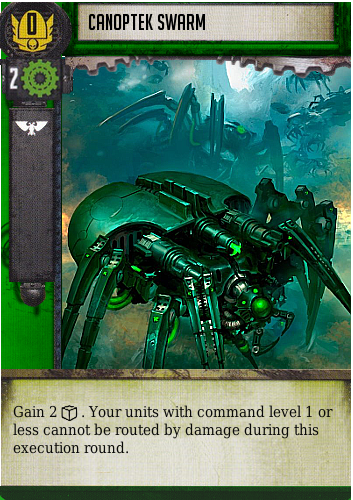 0
CANOPTEK SWARM
2
Gain 2 . Your units with command level 1 or
less cannot be routed by damage during this
execution round.